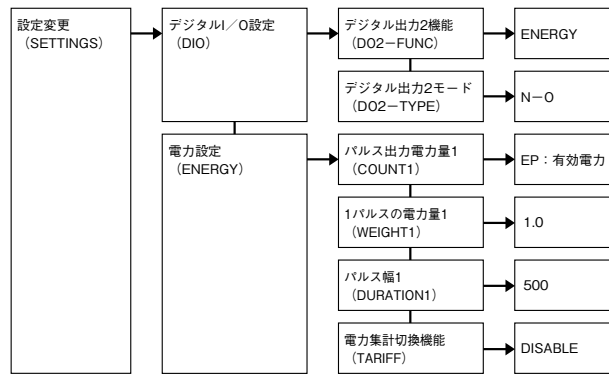 設定変更
（SETTINGS）
デジタルI／O設定
（DIO）
デジタル出力2機能
（DO2－FUNC）
ENERGY
デジタル出力2モード
（DO2－TYPE）
N－O
電力設定
（ENERGY）
パルス出力電力量1
（COUNT1）
EP：有効電力
1パルスの電力量1
（WEIGHT1）
1.0
パルス幅1
（DURATION1）
500
電力集計切換機能
（TARIFF）
DISABLE